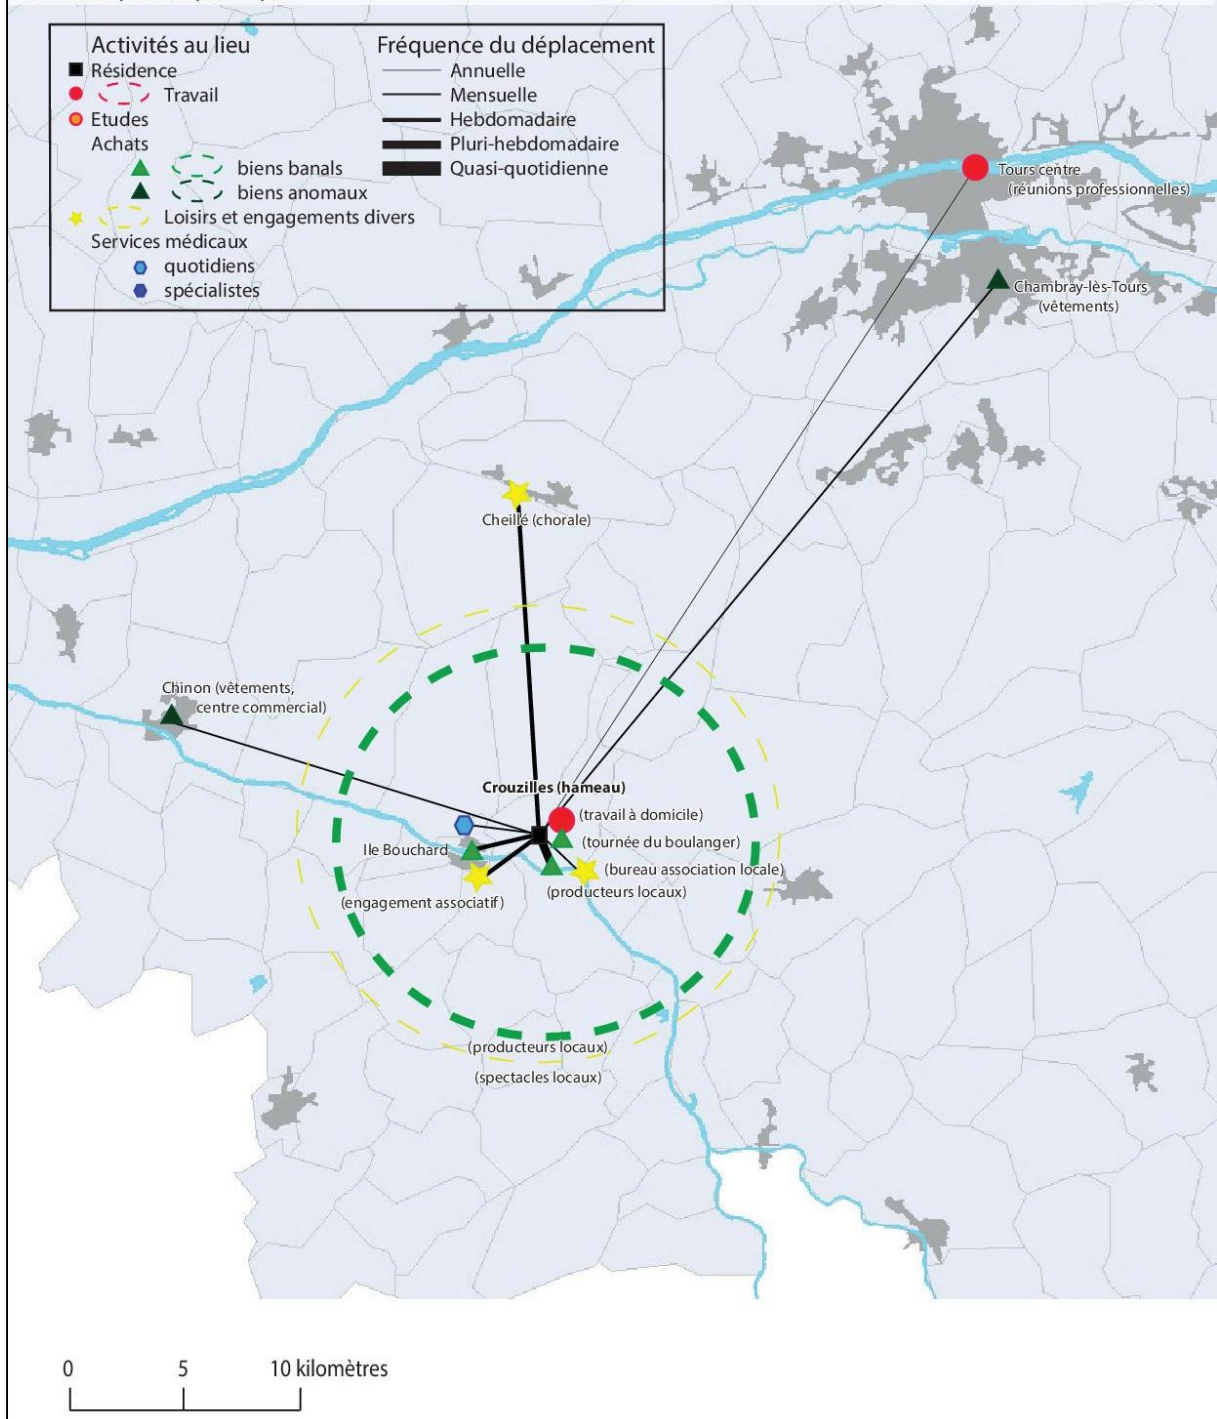 Activités au lieu
Résidence
Travail
Etudes
Achats
biens banals
biens anomaux
Loisirs et engagements divers
Services médicaux
quotidiens
spécialistes
Fréquence du déplacement
Annuelle
Mensuelle
Hebdomadaire
Pluri-hebdomadaire
Quasi-quotidienne
Tours centre
(réunions professionnelles)
Chambray-lès-Tours
(vêtements)
Cheillé (chorale)
Chinon (vêtements,
centre commercial)
Crouzilles (hameau)
(travail à domicile)
(tournée du boulanger)
Ile Bouchard
(bureau association locale)
(producteurs locaux)
(engagement associatif)
(producteurs locaux)
(spectacles locaux)
0 5 10 kilomètres